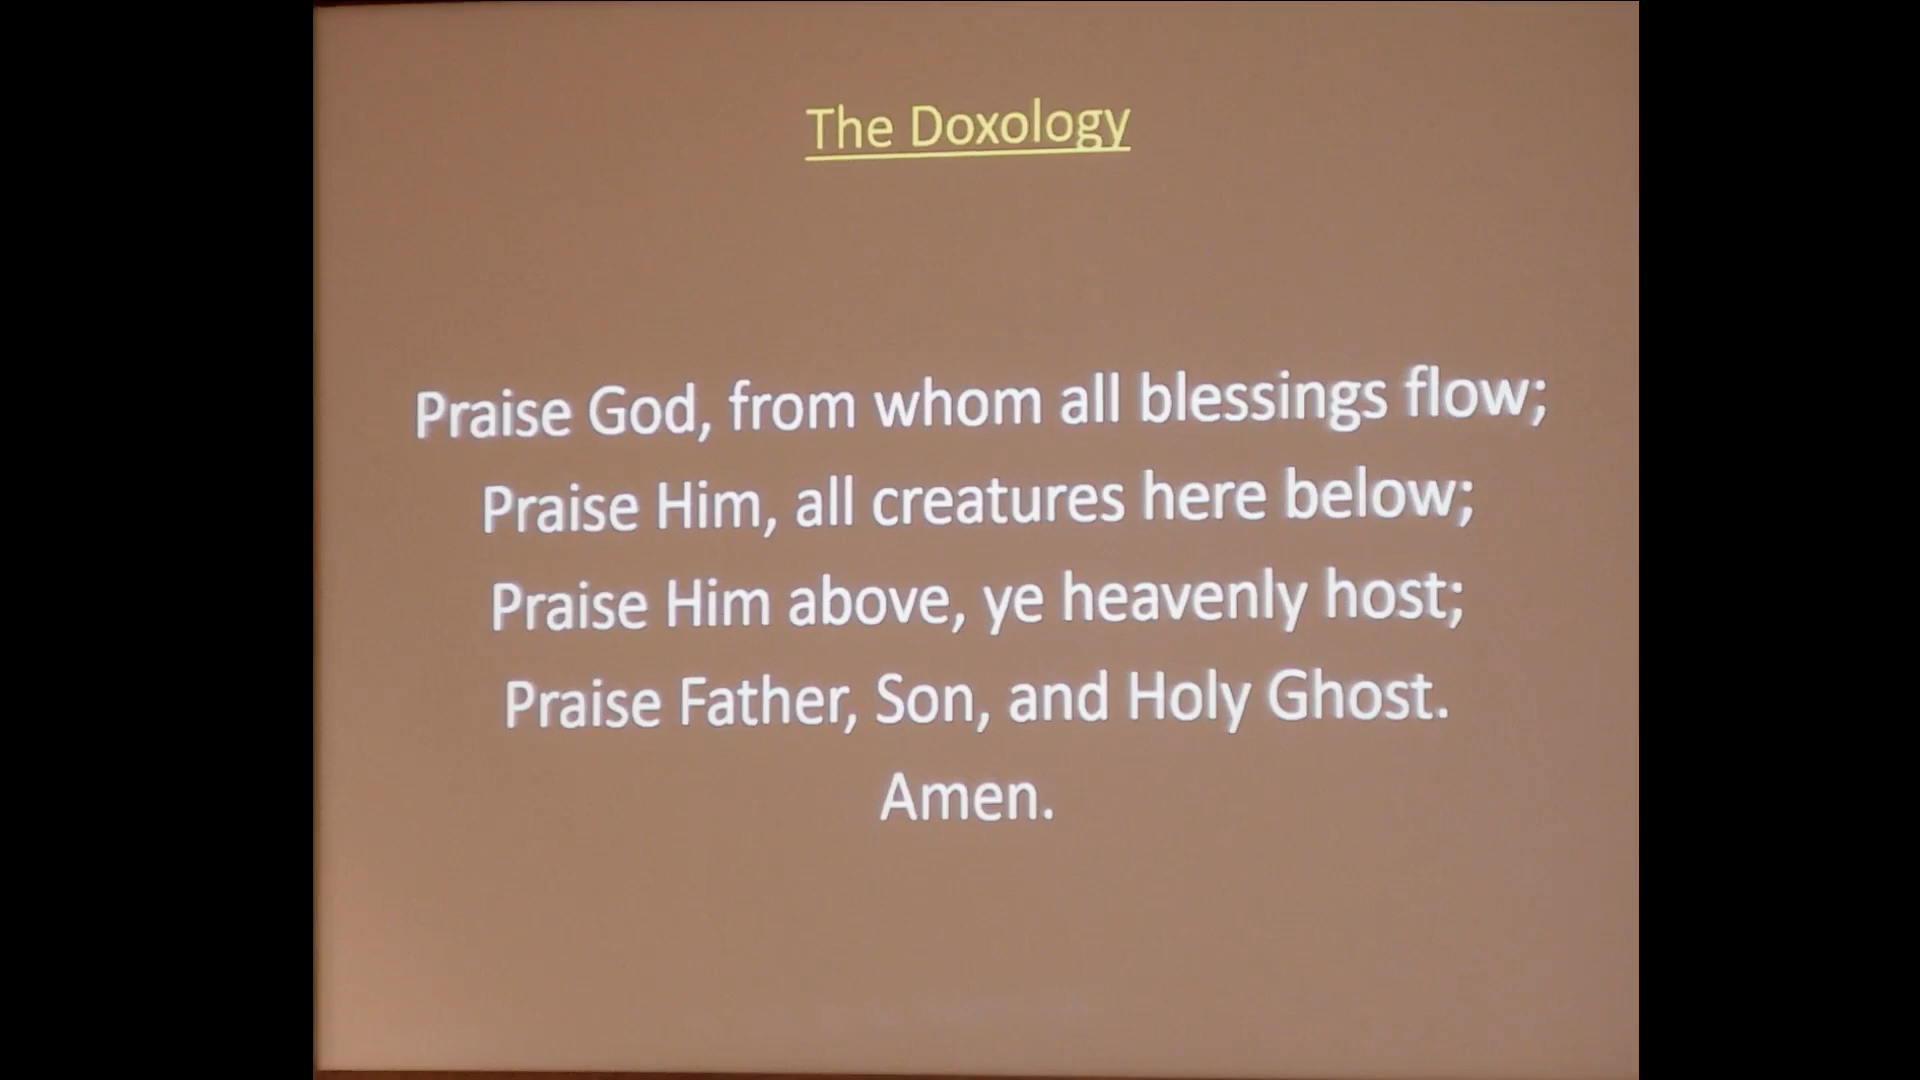 The Doxology
Praise God, from whom all blessings flow;
Praise Him, all creatures here below;
Praise Him above, ye heavenly host;
Praise Father, Son, and Holy Ghost.
Amen.